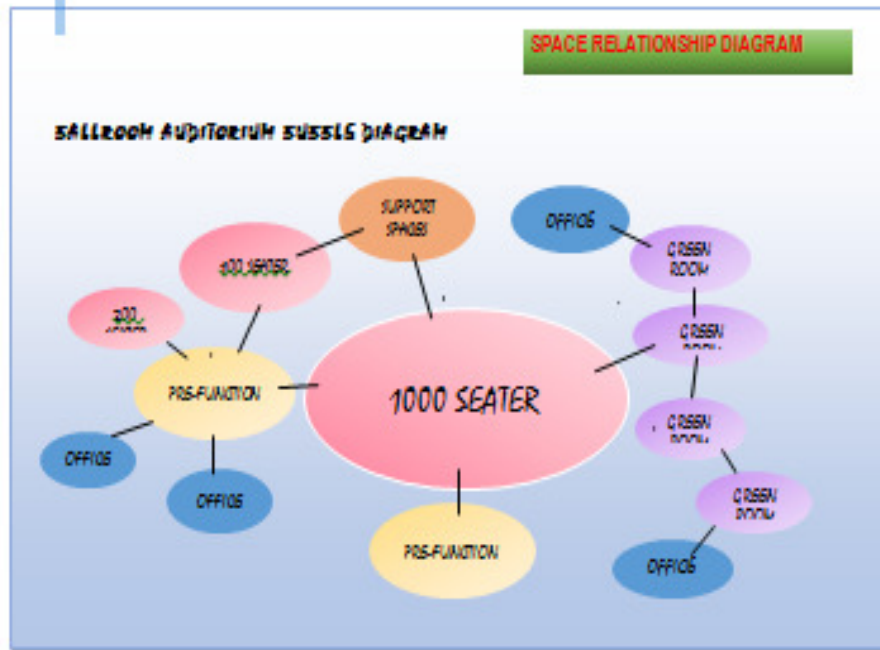 SPACE RELATIONSHIP DIAGRAM
BALLROOM AUDITORIUM BUBBLE DIAGRAM
SUPPORT
SPACES
OFFICE
GREEN
ROOM
SEATER
GREEN
ROOM
PRE-FUNCTION
1000 SEATER
GREEN
ROOM
OFFICE
OFFICE
GREEN
ROOM
PRE-FUNCTION
OFFICE